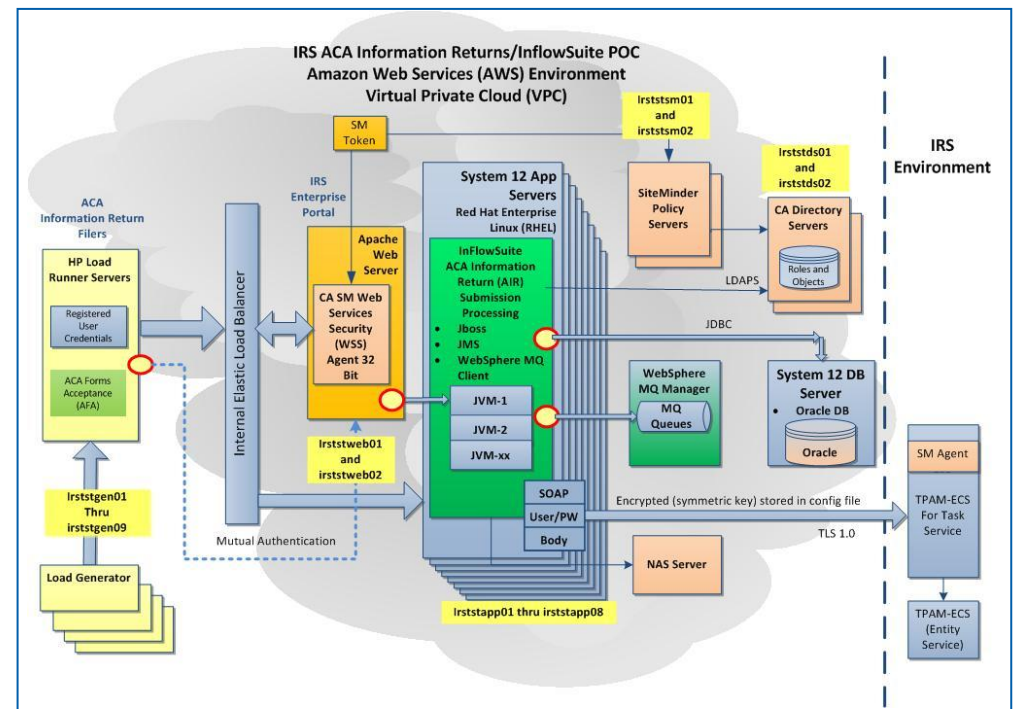 IRS ACA Information Returns/InflowSuite POC
Amazon Web Services (AWS) Environment
Virtual Private Cloud (VPC)
IRS
Environment
ACA
Information Return
Filers
HP Load
Runner Servers
Registered
User
Credentials
ACA Forms
Acceptance
(AFA)
Irststgen01
Thru
irststgen09
Load Generator
Internal Elastic Load Balancer
Mutual Authentication
SM
Token
IRS
Enterprise
Portal
Apache
Web
Server
CA SM Web
Services
Security
(WSS)
Agent 32
Bit
Irststweb01
and
irststweb02
System 12 App
Servers
Red Hat Enterprise
Linux (RHEL)
InFlowSuite
ACA Information
Return (AIR)
Submission
Processing
• Jboss
• JMS
• WebSphere MQ
Client
JVM-1
JVM-2
JVM-xx
SOAP
User/PW
Body
Irststapp01 thru irststapp08
Irststsm01
and
irststsm02
SiteMinder
Policy
Servers
Irststds01
and
irststds02
CA Directory
Servers
Roles and
Objects
LDAPS
JDBC
WebSphere
MQ Manager
MQ
Queues
System 12 DB
Server
• Oracle DB
Oracle
Encrypted (symmetric key) stored in config file
TLS 1.0
NAS Server
SM Agent
TPAM-ECS
For Task
Service
TPAM-ECS
(Entity
Service)